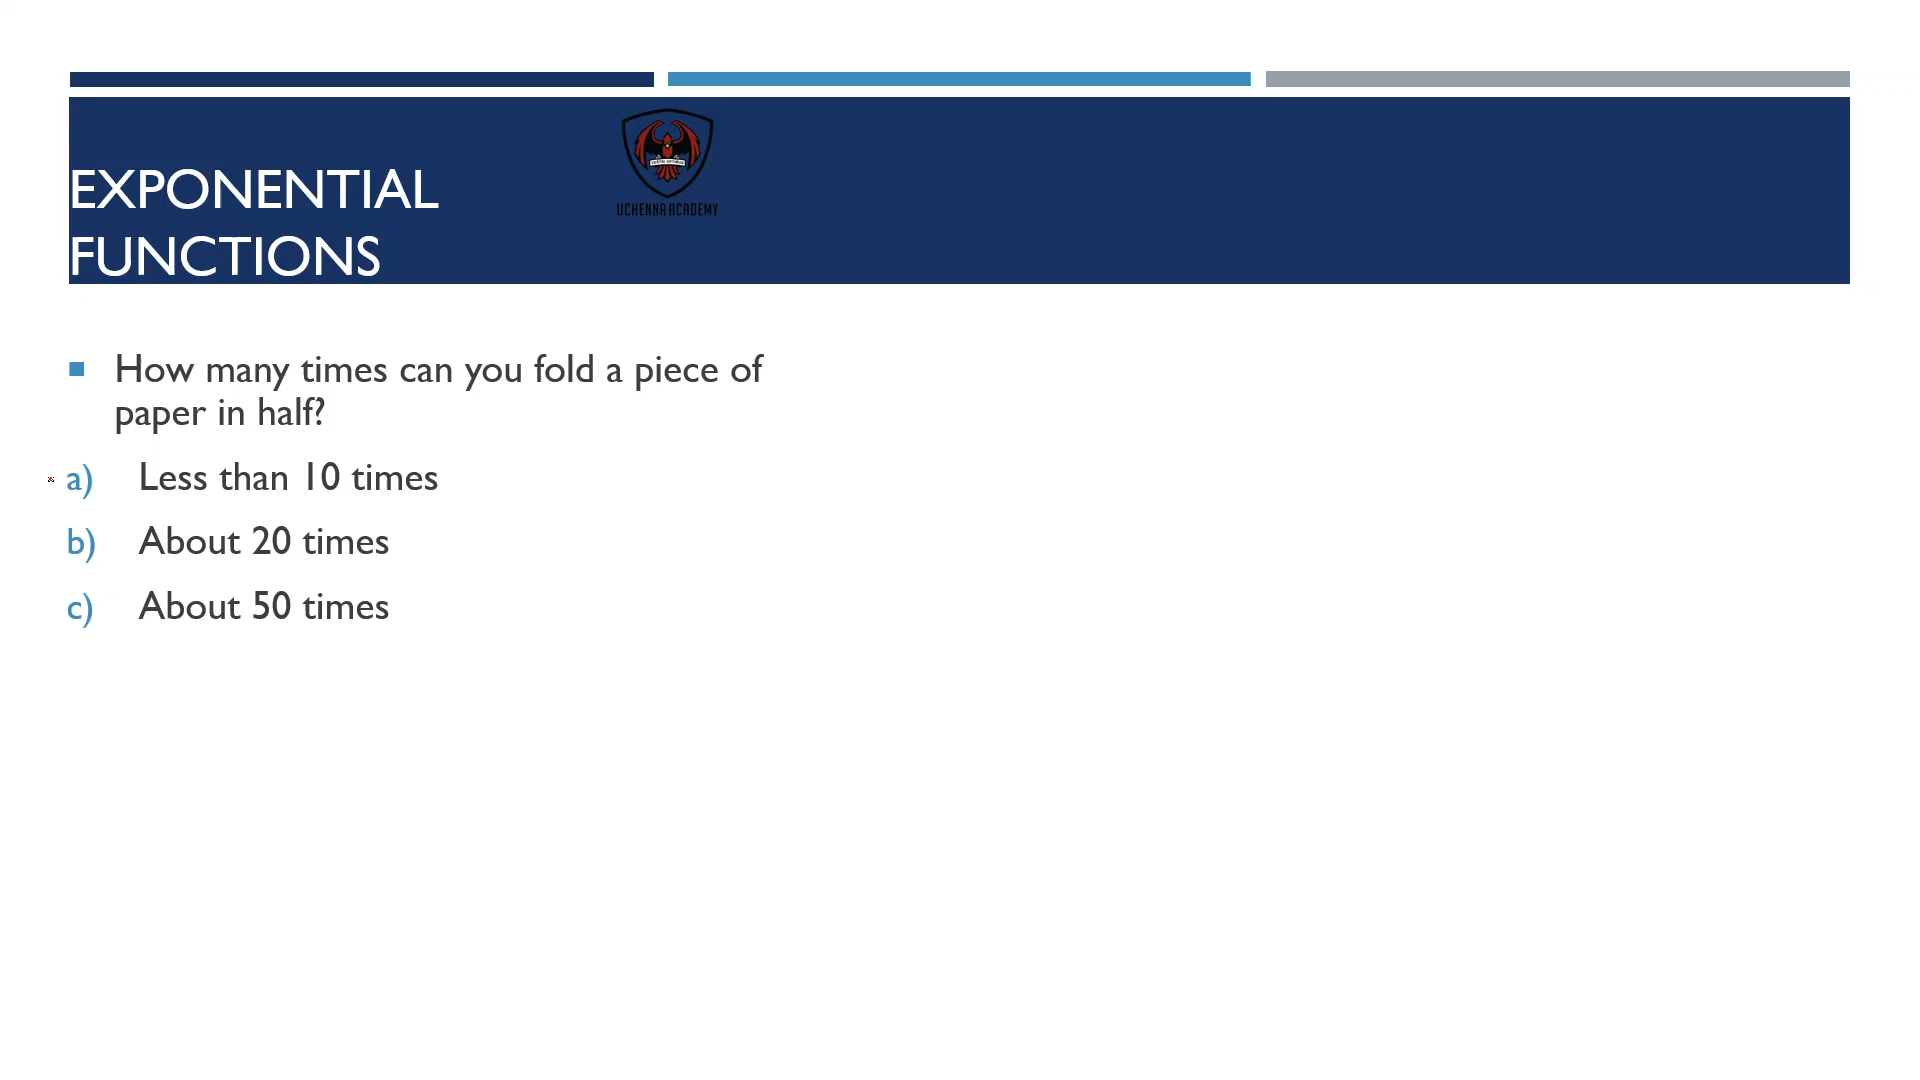 EXPONENTIAL
FUNCTIONS
UCHENNA ACADEMY
How many times can you fold a piece of
paper in half?
a) Less than 10 times
b) About 20 times
c) About 50 times